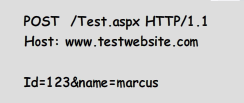 POST /Test.aspx HTTP/1.1
Host: www.testwebsite.com
Id=123&name=marcus